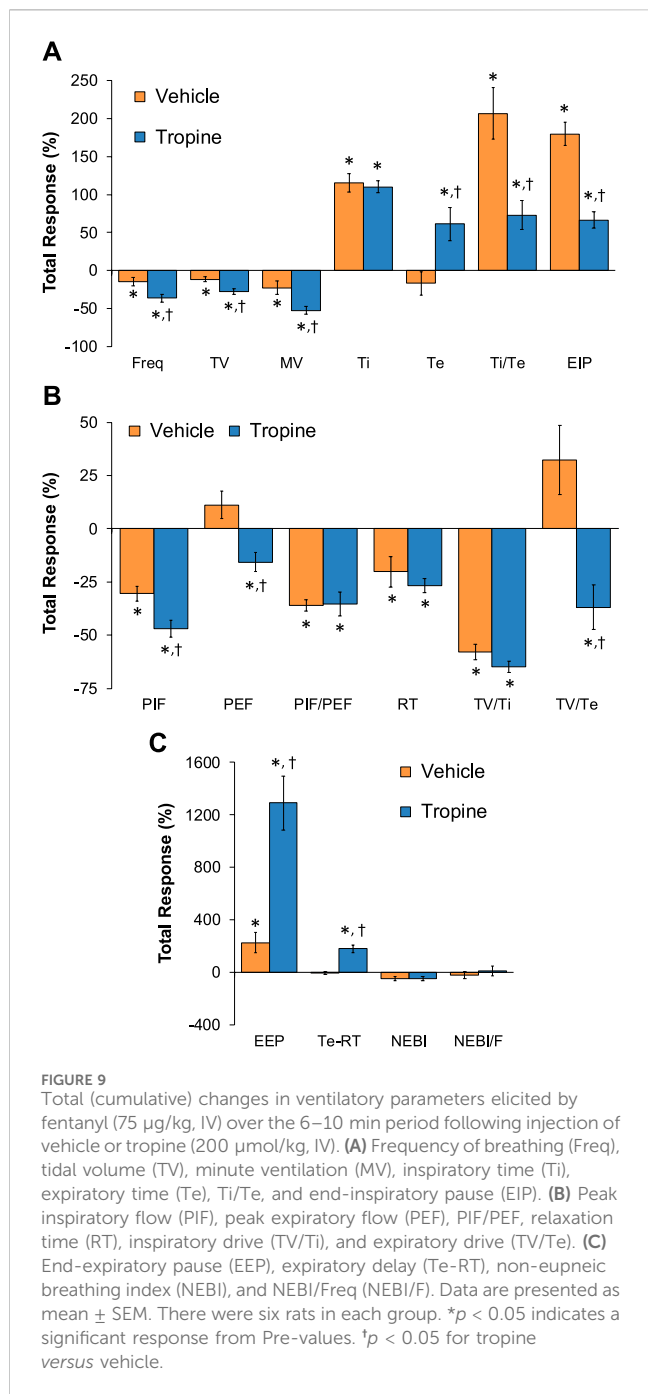 A
Total Response (%)
250
200
150
100
50
0
-50
-100
Vehicle
Tropine
* *,† * *,† * *,† * * *,† * *,† * *,†
Freq TV MV Ti Te Ti/Te EIP
B
Total Response (%)
50
25
0
-25
-50
-75
Vehicle Tropine
* *,† *,† * * * * * * *,†
PIF PEF PIF/PEF RT TV/Ti TV/Te
C
Total Response (%)
1600
1200
800
400
0
-400
Vehicle
Tropine
* *,† *,†
EEP Te-RT NEBI NEBI/F
FIGURE 9
Total (cumulative) changes in ventilatory parameters elicited by
fentanyl (75 µg/kg, IV) over the 6–10 min period following injection of
vehicle or tropine (200 µmol/kg, IV). (A) Frequency of breathing (Freq),
tidal volume (TV), minute ventilation (MV), inspiratory time (Ti),
expiratory time (Te), Ti/Te, and end-inspiratory pause (EIP). (B) Peak
inspiratory flow (PIF), peak expiratory flow (PEF), PIF/PEF, relaxation
time (RT), inspiratory drive (TV/Ti), and expiratory drive (TV/Te). (C)
End-expiratory pause (EEP), expiratory delay (Te-RT), non-eupneic
breathing index (NEBI), and NEBI/Freq (NEBI/F). Data are presented as
mean ± SEM. There were six rats in each group. *p < 0.05 indicates a
significant response from Pre-values. †p < 0.05 for tropine
versus vehicle.